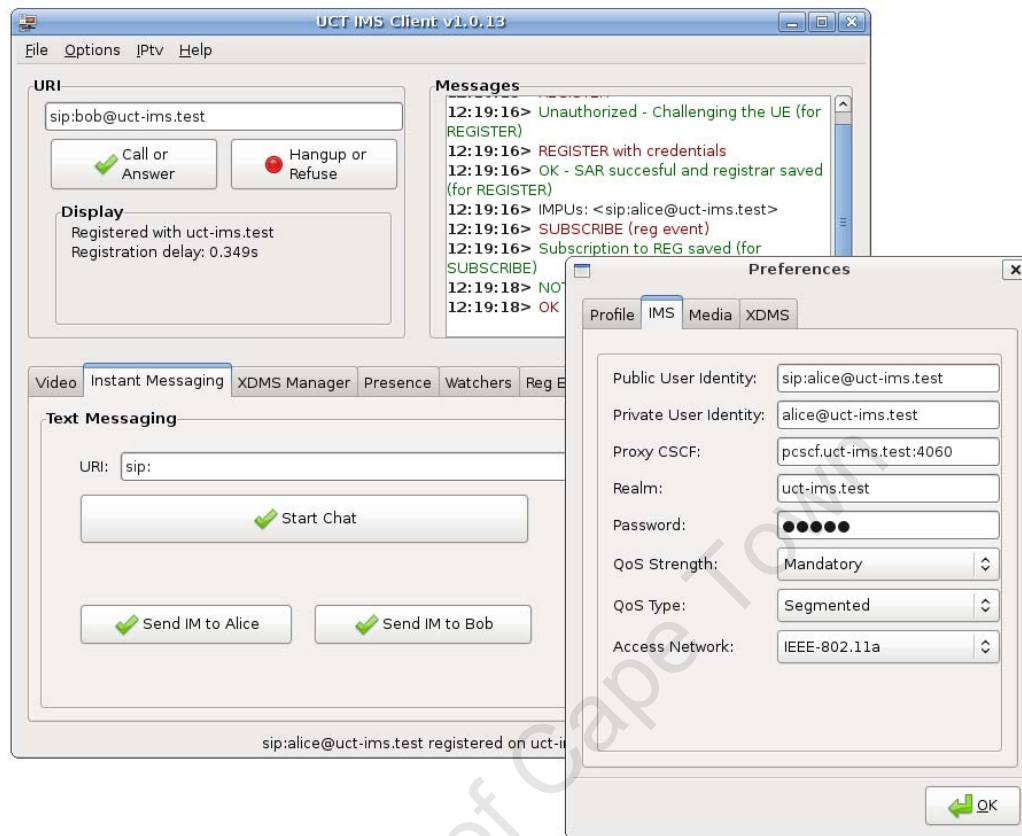 UCT IMS Client v1.0.13
File Options IPtv Help
URI
sip:bob@uct-ims.test
Call or
Answer
Hangup or
Refuse
Display
Registered with uct-ims.test
Registration delay: 0.349s
Messages
12:19:16> Unauthorized - Challenging the UE (for
REGISTER)
12:19:16> REGISTER with credentials
12:19:16> OK - SAR succesful and registrar saved
(for REGISTER)
12:19:16> IMPUs: <sip:alice@uct-ims.test>
12:19:16> SUBSCRIBE (reg event)
12:19:16> Subscription to REG saved (for
SUBSCRIBE)
12:19:18> NOT
12:19:18> OK
Video Instant Messaging XDMS Manager Presence Watchers Reg E
Text Messaging
URI: sip:
Start Chat
Send IM to Alice
Send IM to Bob
sip:alice@uct-ims.test registered on uct-i
Preferences
Profile IMS Media XDMS
Public User Identity: sip:alice@uct-ims.test
Private User Identity: alice@uct-ims.test
Proxy CSCF: pcscf.uct-ims.test:4060
Realm: uct-ims.test
Password: ●●●●●
QoS Strength: Mandatory
QoS Type: Segmented
Access Network: IEEE-802.11a
OK
of Cape Town